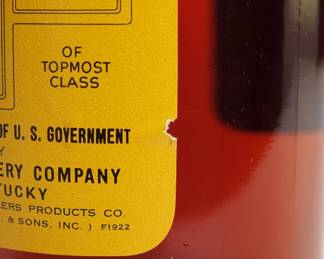 OF
TOPMOST
CLASS
OF U. S. GOVERNMENT
Y
ERY COMPANY
TUCKY
LERS PRODUCTS CO.
. & SONS, INC. ) F1922